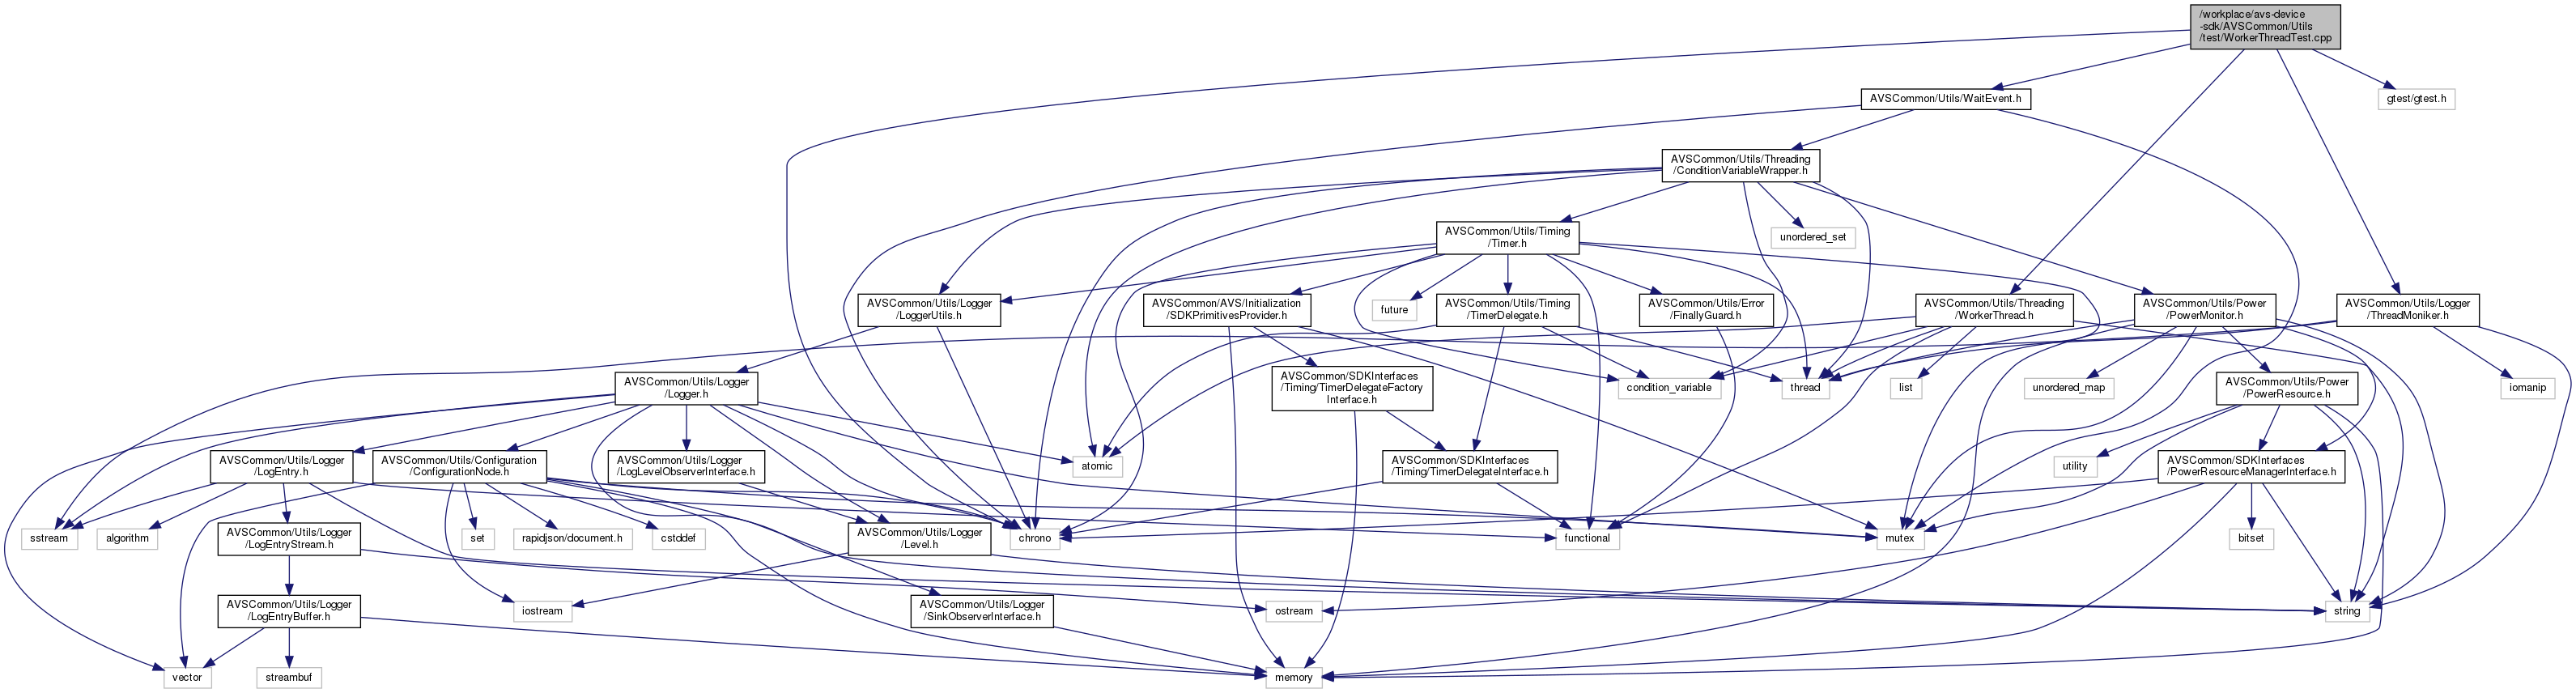 /workplace/avs-device
-sdk/AVSCommon/Utils
/test/WorkerThreadTest.cpp
AVSCommon/Utils/WaitEvent.h
gtest/gtest.h
AVSCommon/Utils/Threading
/ConditionVariableWrapper.h
AVSCommon/Utils/Timing
/Timer.h
unordered_set
AVSCommon/Utils/Logger
/LoggerUtils.h
AVSCommon/AVS/Initialization
/SDKPrimitivesProvider.h
future
AVSCommon/Utils/Timing
/TimerDelegate.h
AVSCommon/Utils/Error
/FinallyGuard.h
AVSCommon/Utils/Threading
/WorkerThread.h
AVSCommon/Utils/Power
/PowerMonitor.h
AVSCommon/Utils/Logger
/ThreadMoniker.h
AVSCommon/Utils/Logger
/Logger.h
AVSCommon/SDKInterfaces
/Timing/TimerDelegateFactory
Interface.h
condition_variable
thread
list
unordered_map
AVSCommon/Utils/Power
/PowerResource.h
iomanip
AVSCommon/Utils/Logger
/LogEntry.h
AVSCommon/Utils/Configuration
/ConfigurationNode.h
AVSCommon/Utils/Logger
/LogLevelObserverInterface.h
atomic
AVSCommon/SDKInterfaces
/Timing/TimerDelegateInterface.h
utility
AVSCommon/SDKInterfaces
/PowerResourceManagerInterface.h
sstream
algorithm
AVSCommon/Utils/Logger
/LogEntryStream.h
set
rapidjson/document.h
cstddef
AVSCommon/Utils/Logger
/Level.h
chrono
functional
mutex
bitset
AVSCommon/Utils/Logger
/LogEntryBuffer.h
iostream
AVSCommon/Utils/Logger
/SinkObserverInterface.h
ostream
string
vector
streambuf
memory